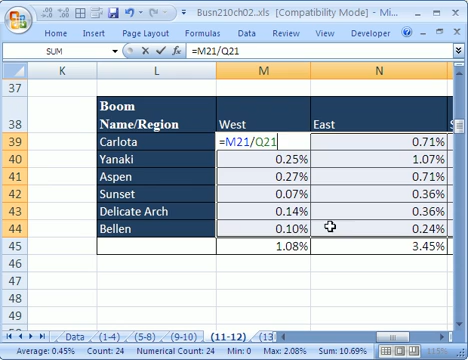 Busn210ch02...xls [Compatibility Mode] - Mi...
Home Insert Page Layout Formulas Data Review View Developer
SUM =M21/Q21
K L M N
37
38 Boom Name/Region West East
39 Carlota =M21/Q21 0.71%
40 Yanaki 0.25% 1.07%
41 Aspen 0.27% 0.71%
42 Sunset 0.07% 0.36%
43 Delicate Arch 0.14% 0.36%
44 Bellen 0.10% 0.24%
45 1.08% 3.45%
46
47
48
49
Data (1-4) (5-8) (9-10) (11-12) (13
Average: 0.45% Count: 24 Numerical Count: 24 Min: 0 Max: 2.08% Sum: 10.69%